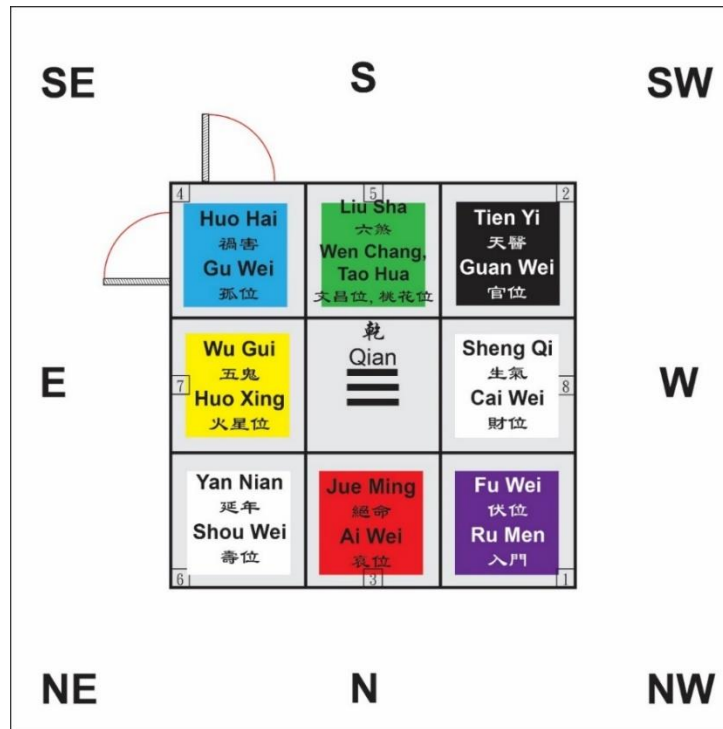 SE
S
SW
4
Huo Hai
禍害
Gu Wei
孤位
5
Liu Sha
六煞
Wen Chang,
Tao Hua
文昌位, 桃花位
2
Tien Yi
天醫
Guan Wei
官位
E
Wu Gui
五鬼
7
Huo Xing
火星位
乾
Qian
Sheng Qi
生氣
8
Cai Wei
財位
W
Yan Nian
延年
Shou Wei
壽位
6
Jue Ming
絕命
Ai Wei
哀位
3
Fu Wei
伏位
Ru Men
入門
1
NE
N
NW